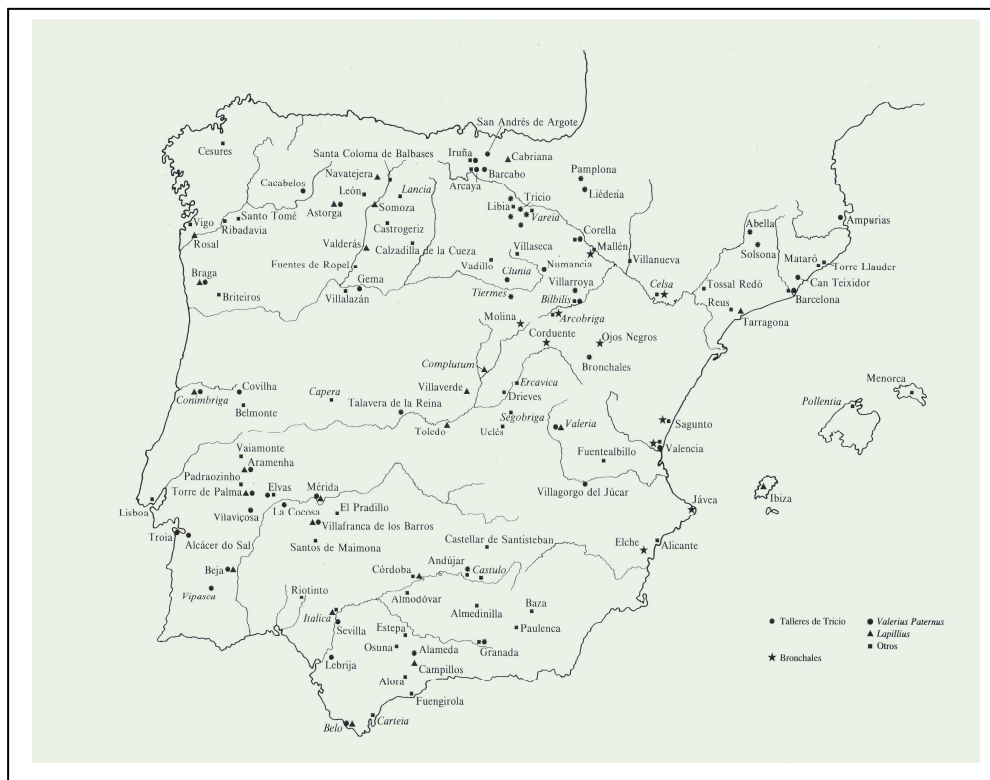 San Andrés de Argote
Cesures
Santa Coloma de Balbases
Iruña
Cabriana
Navatejera
Barcabo
Arcaya
Pamplona
Cacabelos
León
Lancia
Liédena
Tricio
Libia
Vareia
Astorga
Somoza
Santo Tomé
Vigo
Ribadavia
Rosal
Castrogeriz
Corella
Abella
Ampurias
Valderás
Calzadilla de la Cueza
Villaseca
Mallén
Solsona
Mataró
Torre Llauder
Fuentes de Ropel
Vadillo
Clunia
Numancia
Villanueva
Braga
Gema
Can Teixidor
Briteiros
Villalazán
Tiermes
Villarroya
Bilbilis
Celsa
Tossal Redó
Barcelona
Reus
Arcobriga
Tarragona
Molina
Corduente
Ojos Negros
Bronchales
Complutum
Menorca
Covilha
Capera
Villaverde
Ercavica
Drieves
Conimbriga
Belmonte
Talavera de la Reina
Pollentia
Segobriga
Toledo
Uclés
Valeria
Sagunto
Valencia
Vaiamonte
Aramenha
Fuentealbillo
Padraozinho
Torre de Palma
Elvas
Mérida
Villagorgo del Júcar
Ibiza
Lisboa
La Cocosa
El Pradillo
Jávea
Vilaviçosa
Villafranca de los Barros
Troia
Alcácer do Sal
Santos de Maimona
Castellar de Santisteban
Elche
Alicante
Beja
Andújar
Córdoba
Castulo
Vipasca
Riotinto
Almodóvar
Italica
Almedinilla
Baza
Sevilla
Estepa
Paulenca
Talleres de Tricio
Valerius Paternus
Lapillius
Osuna
Alameda
Granada
Otros
Lebrija
Campillos
Bronchales
Alora
Fuengirola
Belo
Carteia